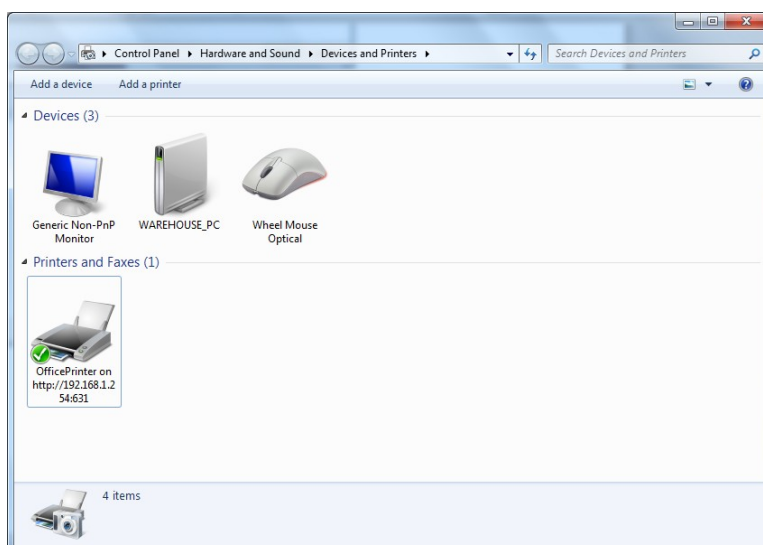 Control Panel ▸ Hardware and Sound ▸ Devices and Printers ▸
Search Devices and Printers
Add a device Add a printer
Devices (3)
Generic Non-PnP
Monitor
WAREHOUSE_PC
Wheel Mouse
Optical
Printers and Faxes (1)
OfficePrinter on
http://192.168.1.2
54:631
4 items